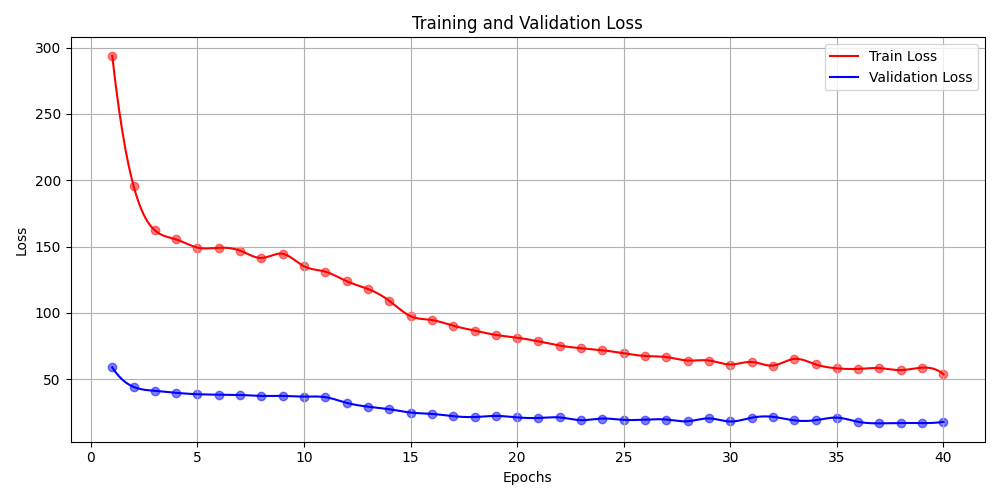 Training and Validation Loss
Train Loss
Validation Loss
300
250
200
150
100
50
Loss
0 5 10 15 20 25 30 35 40
Epochs